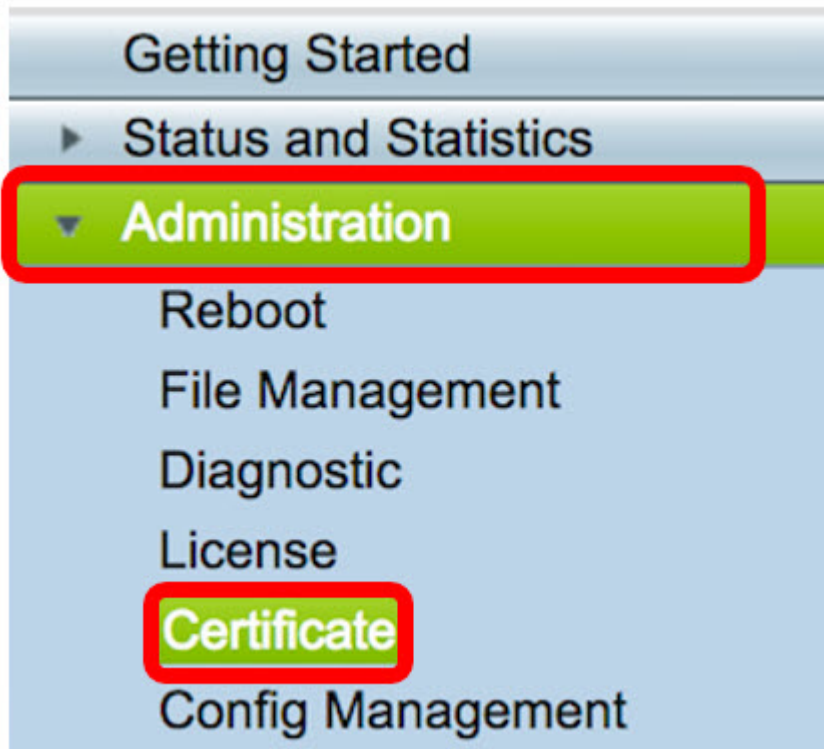 Getting Started
Status and Statistics
Administration
Reboot
File Management
Diagnostic
License
Certificate
Config Management